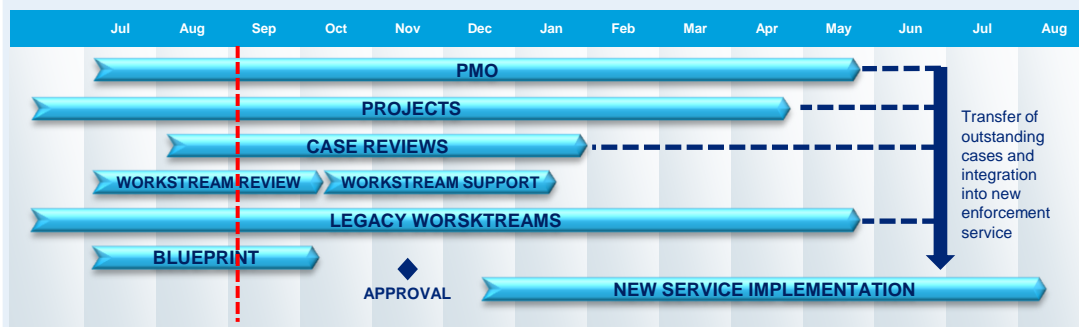 Jul Aug Sep Oct Nov Dec Jan Feb Mar Apr May Jun Jul Aug
PMO
PROJECTS
CASE REVIEWS
WORKSTREAM REVIEW
WORKSTREAM SUPPORT
LEGACY WORSKTREAMS
BLUEPRINT
APPROVAL
NEW SERVICE IMPLEMENTATION
Transfer of
outstanding
cases and
integration
into new
enforcement
service